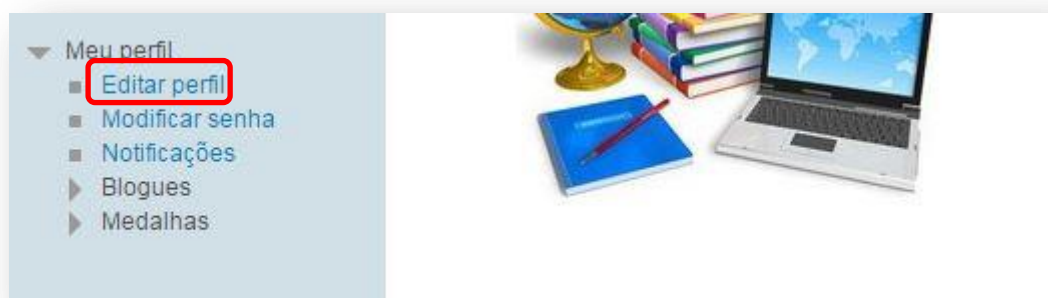 Meu perfil
Editar perfil
Modificar senha
Notificações
Blogues
Medalhas